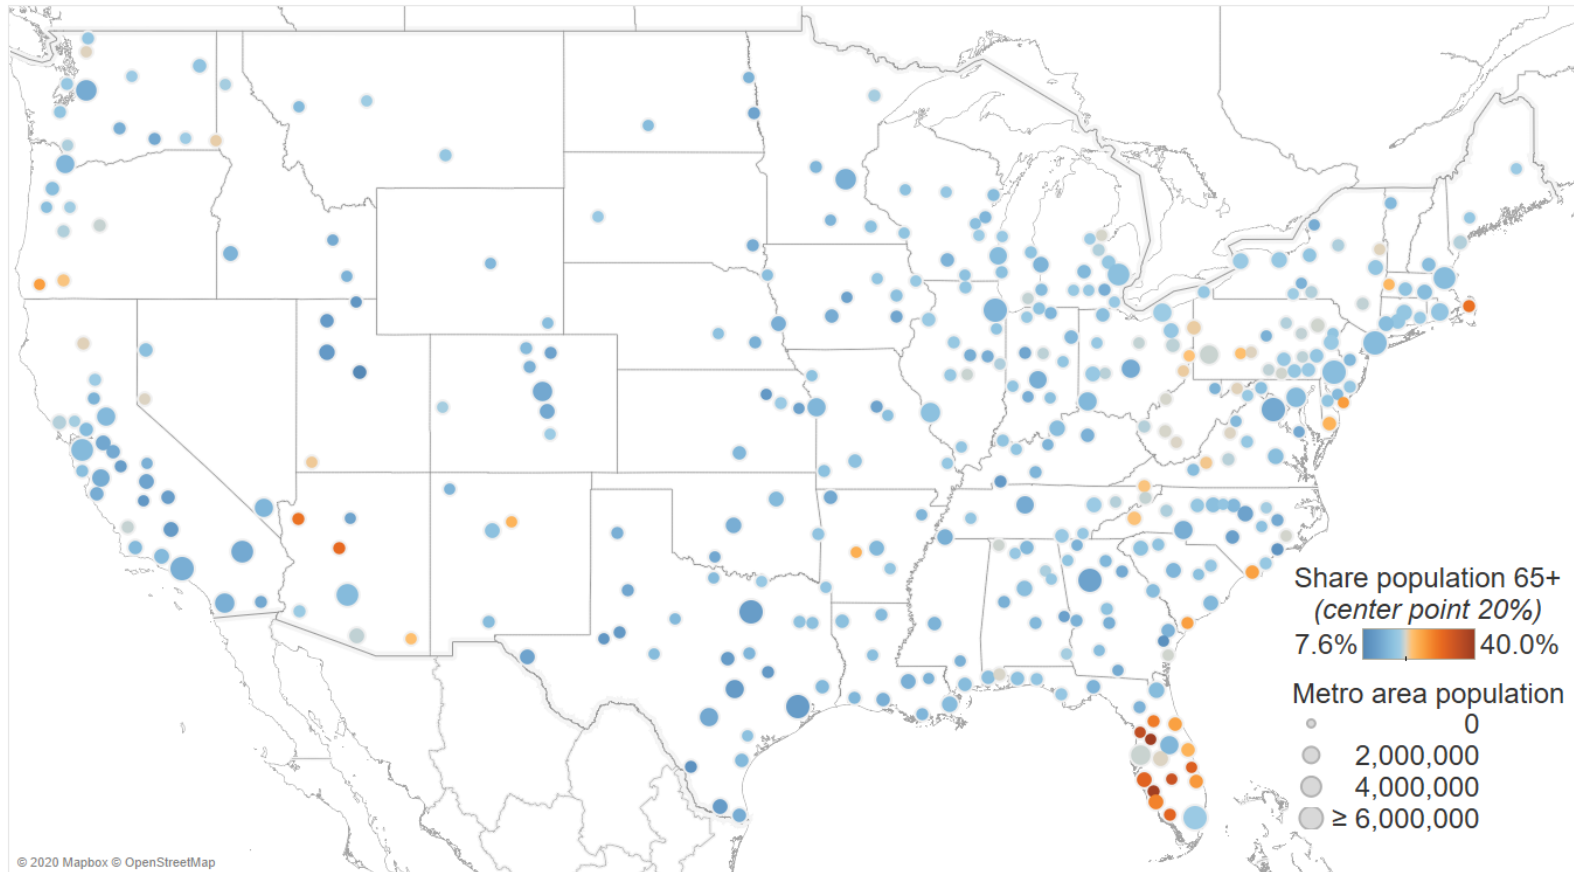 Share population 65+
(center point 20%)
7.6% 40.0%
Metro area population
0
2,000,000
4,000,000
≥ 6,000,000
© 2020 Mapbox © OpenStreetMap